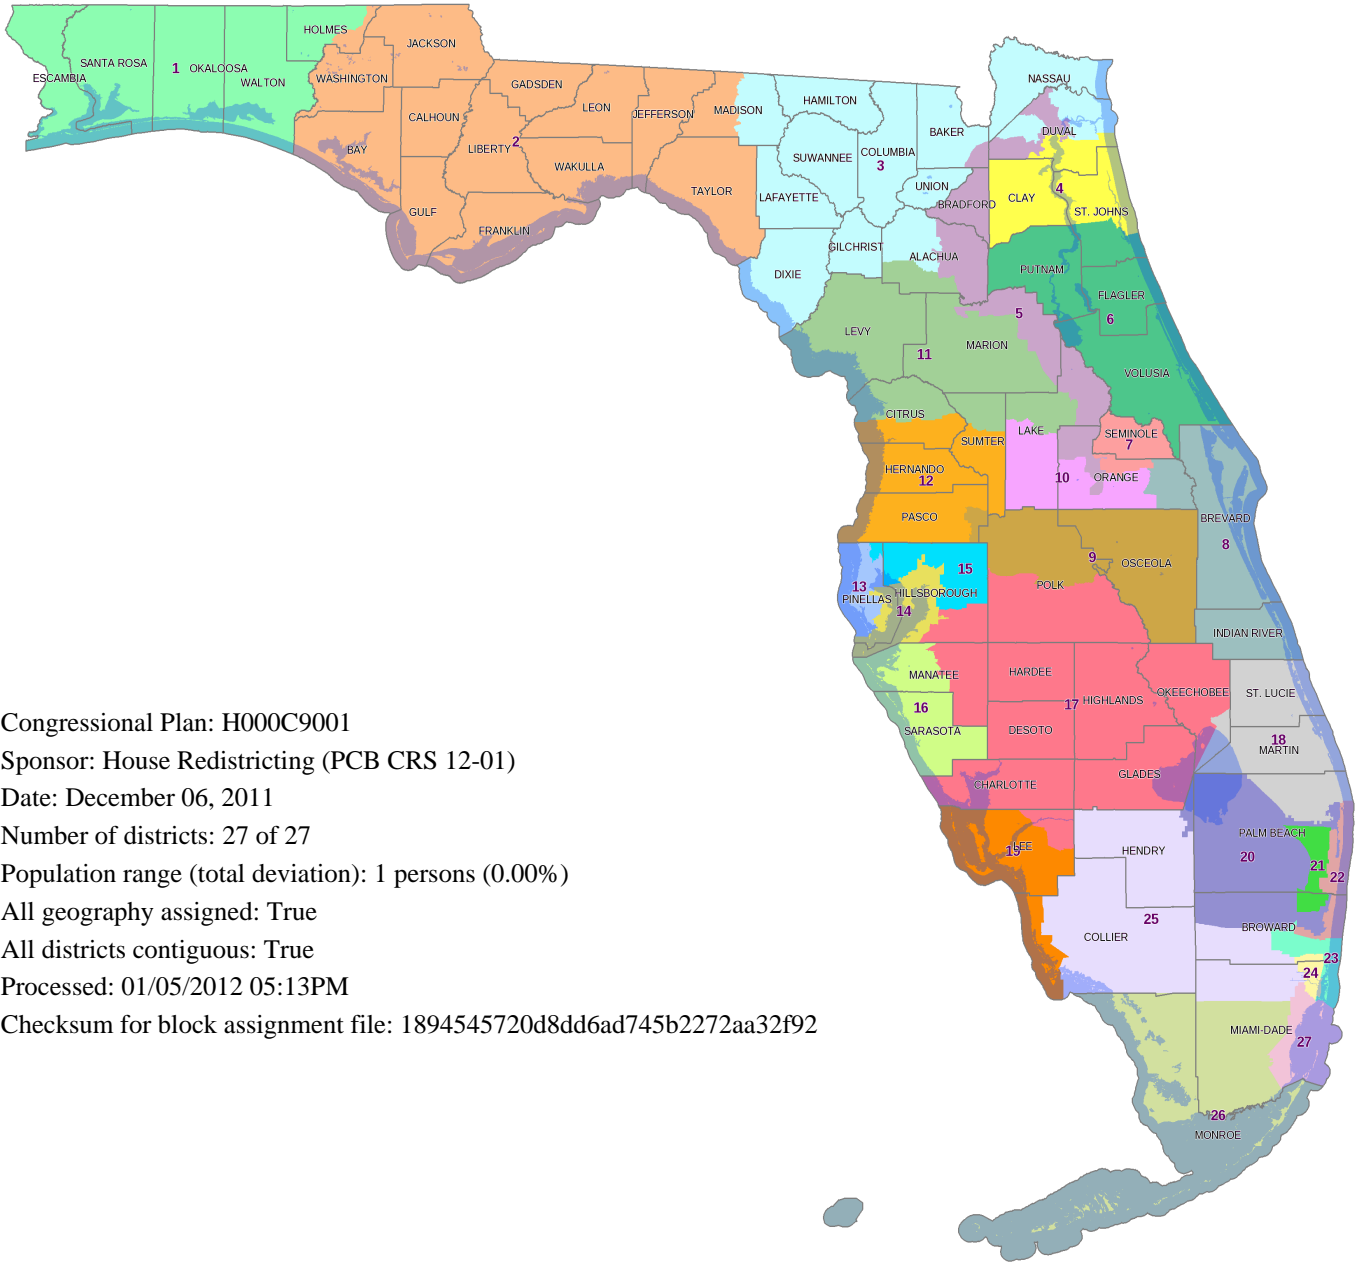 HOLMES
JACKSON
SANTA ROSA
1
OKALOOSA
ESCAMBIA
WALTON
WASHINGTON
GADSDEN
LEON
JEFFERSON
MADISON
HAMILTON
NASSAU
CALHOUN
BAY
LIBERTY
2
WAKULLA
TAYLOR
GULF
FRANKLIN
BAKER
DUVAL
SUWANNEE
COLUMBIA
3
LAFAYETTE
UNION
BRADFORD
CLAY
4
ST. JOHNS
GILCHRIST
ALACHUA
DIXIE
PUTNAM
FLAGLER
5
6
LEVY
MARION
11
VOLUSIA
CITRUS
LAKE
SUMTER
SEMINOLE
7
HERNANDO
12
10
ORANGE
PASCO
BREVARD
8
9
OSCEOLA
15
13
PINELLAS
HILLSBOROUGH
14
POLK
INDIAN RIVER
MANATEE
HARDEE
OKEECHOBEE
ST. LUCIE
16
17
HIGHLANDS
SARASOTA
DESOTO
18
MARTIN
GLADES
CHARLOTTE
PALM BEACH
19
LEE
HENDRY
20
21
22
25
COLLIER
BROWARD
23
24
MIAMI-DADE
27
26
MONROE
Congressional Plan: H000C9001
Sponsor: House Redistricting (PCB CRS 12-01)
Date: December 06, 2011
Number of districts: 27 of 27
Population range (total deviation): 1 persons (0.00%)
All geography assigned: True
All districts contiguous: True
Processed: 01/05/2012 05:13PM
Checksum for block assignment file: 1894545720d8dd6ad745b2272aa32f92